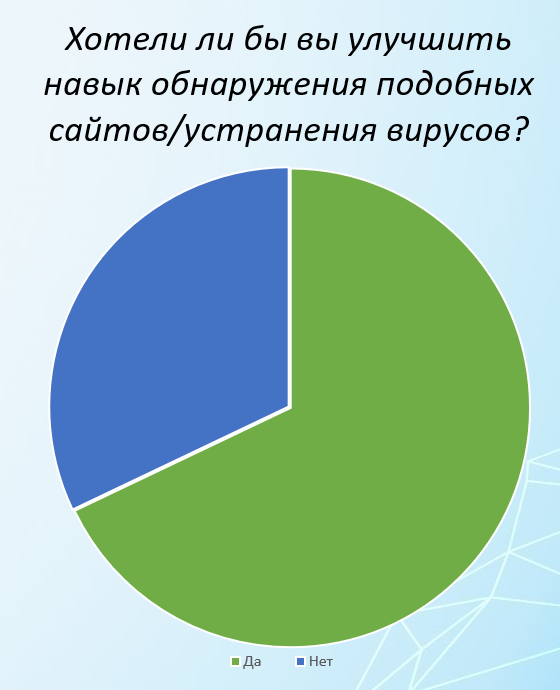 Хотели ли бы вы улучшить
навык обнаружения подобных
сайтов/устранения вирусов?
Да
Нет